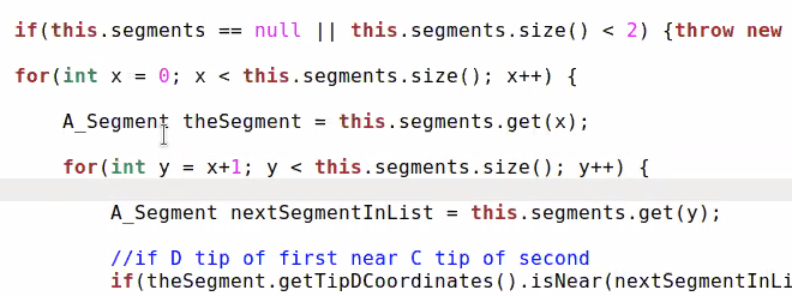 if(this.segments == null || this.segments.size() < 2) {throw new
for(int x = 0; x < this.segments.size(); x++) {
A_Segment theSegment = this.segments.get(x);
for(int y = x+1; y < this.segments.size(); y++) {
A_Segment nextSegmentInList = this.segments.get(y);
//if D tip of first near C tip of second
if(theSegment.getTipDCoordinates().isNear(nextSegmentInLi